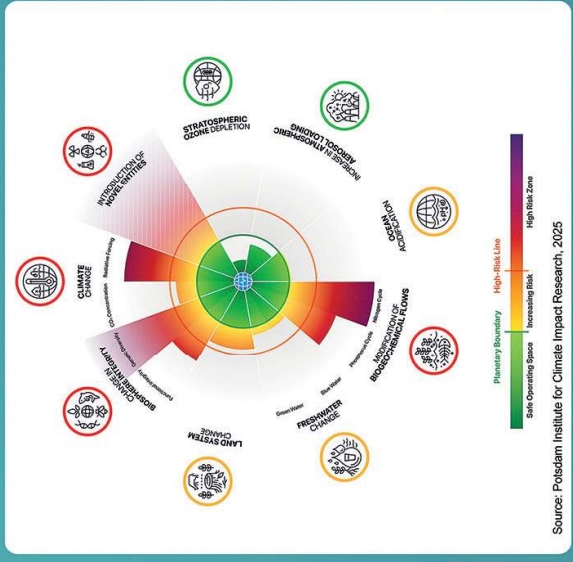 STRATOSPHERIC
OZONE DEPLETION
INCREASE IN ATMOSPHERIC
AEROSOL LOADING
OCEAN
ACIDIFICATION
MODIFICATION OF
BIOGEOCHEMICAL FLOWS
Nitrogen Cycle
Phosphorus Cycle
FRESHWATER
CHANGE
Blue Water
Green Water
LAND SYSTEM
CHANGE
CHANGE IN
BIOSPHERE INTEGRITY
Functional Integrity
Genetic Diversity
CLIMATE
CHANGE
CO₂ Concentration
Radiative Forcing
INTRODUCTION OF
NOVEL ENTITIES
Planetary Boundary
High-Risk Line
Safe Operating Space
Increasing Risk
High Risk Zone
Source: Potsdam Institute for Climate Impact Research, 2025